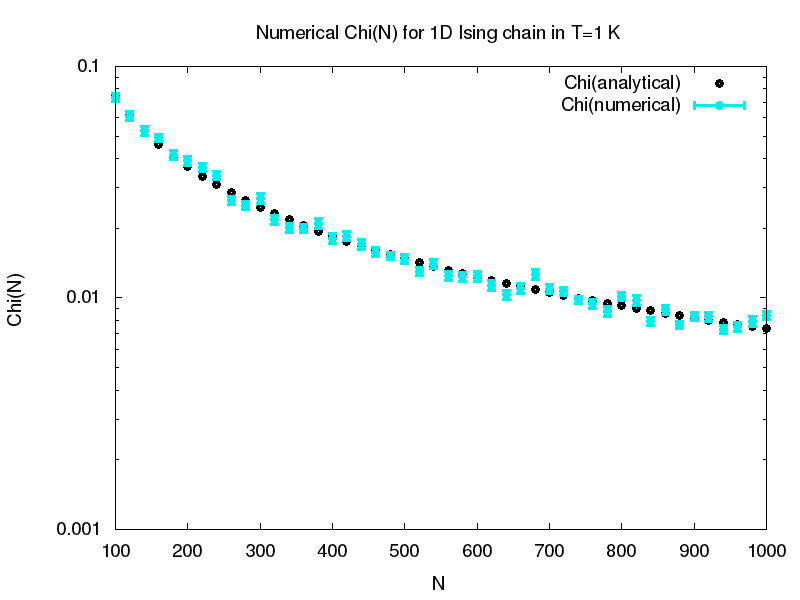 Numerical Chi(N) for 1D Ising chain in T=1 K
0.1
Chi(analytical)
Chi(numerical)
Chi(N)
0.01
0.001
100 200 300 400 500 600 700 800 900 1000
N